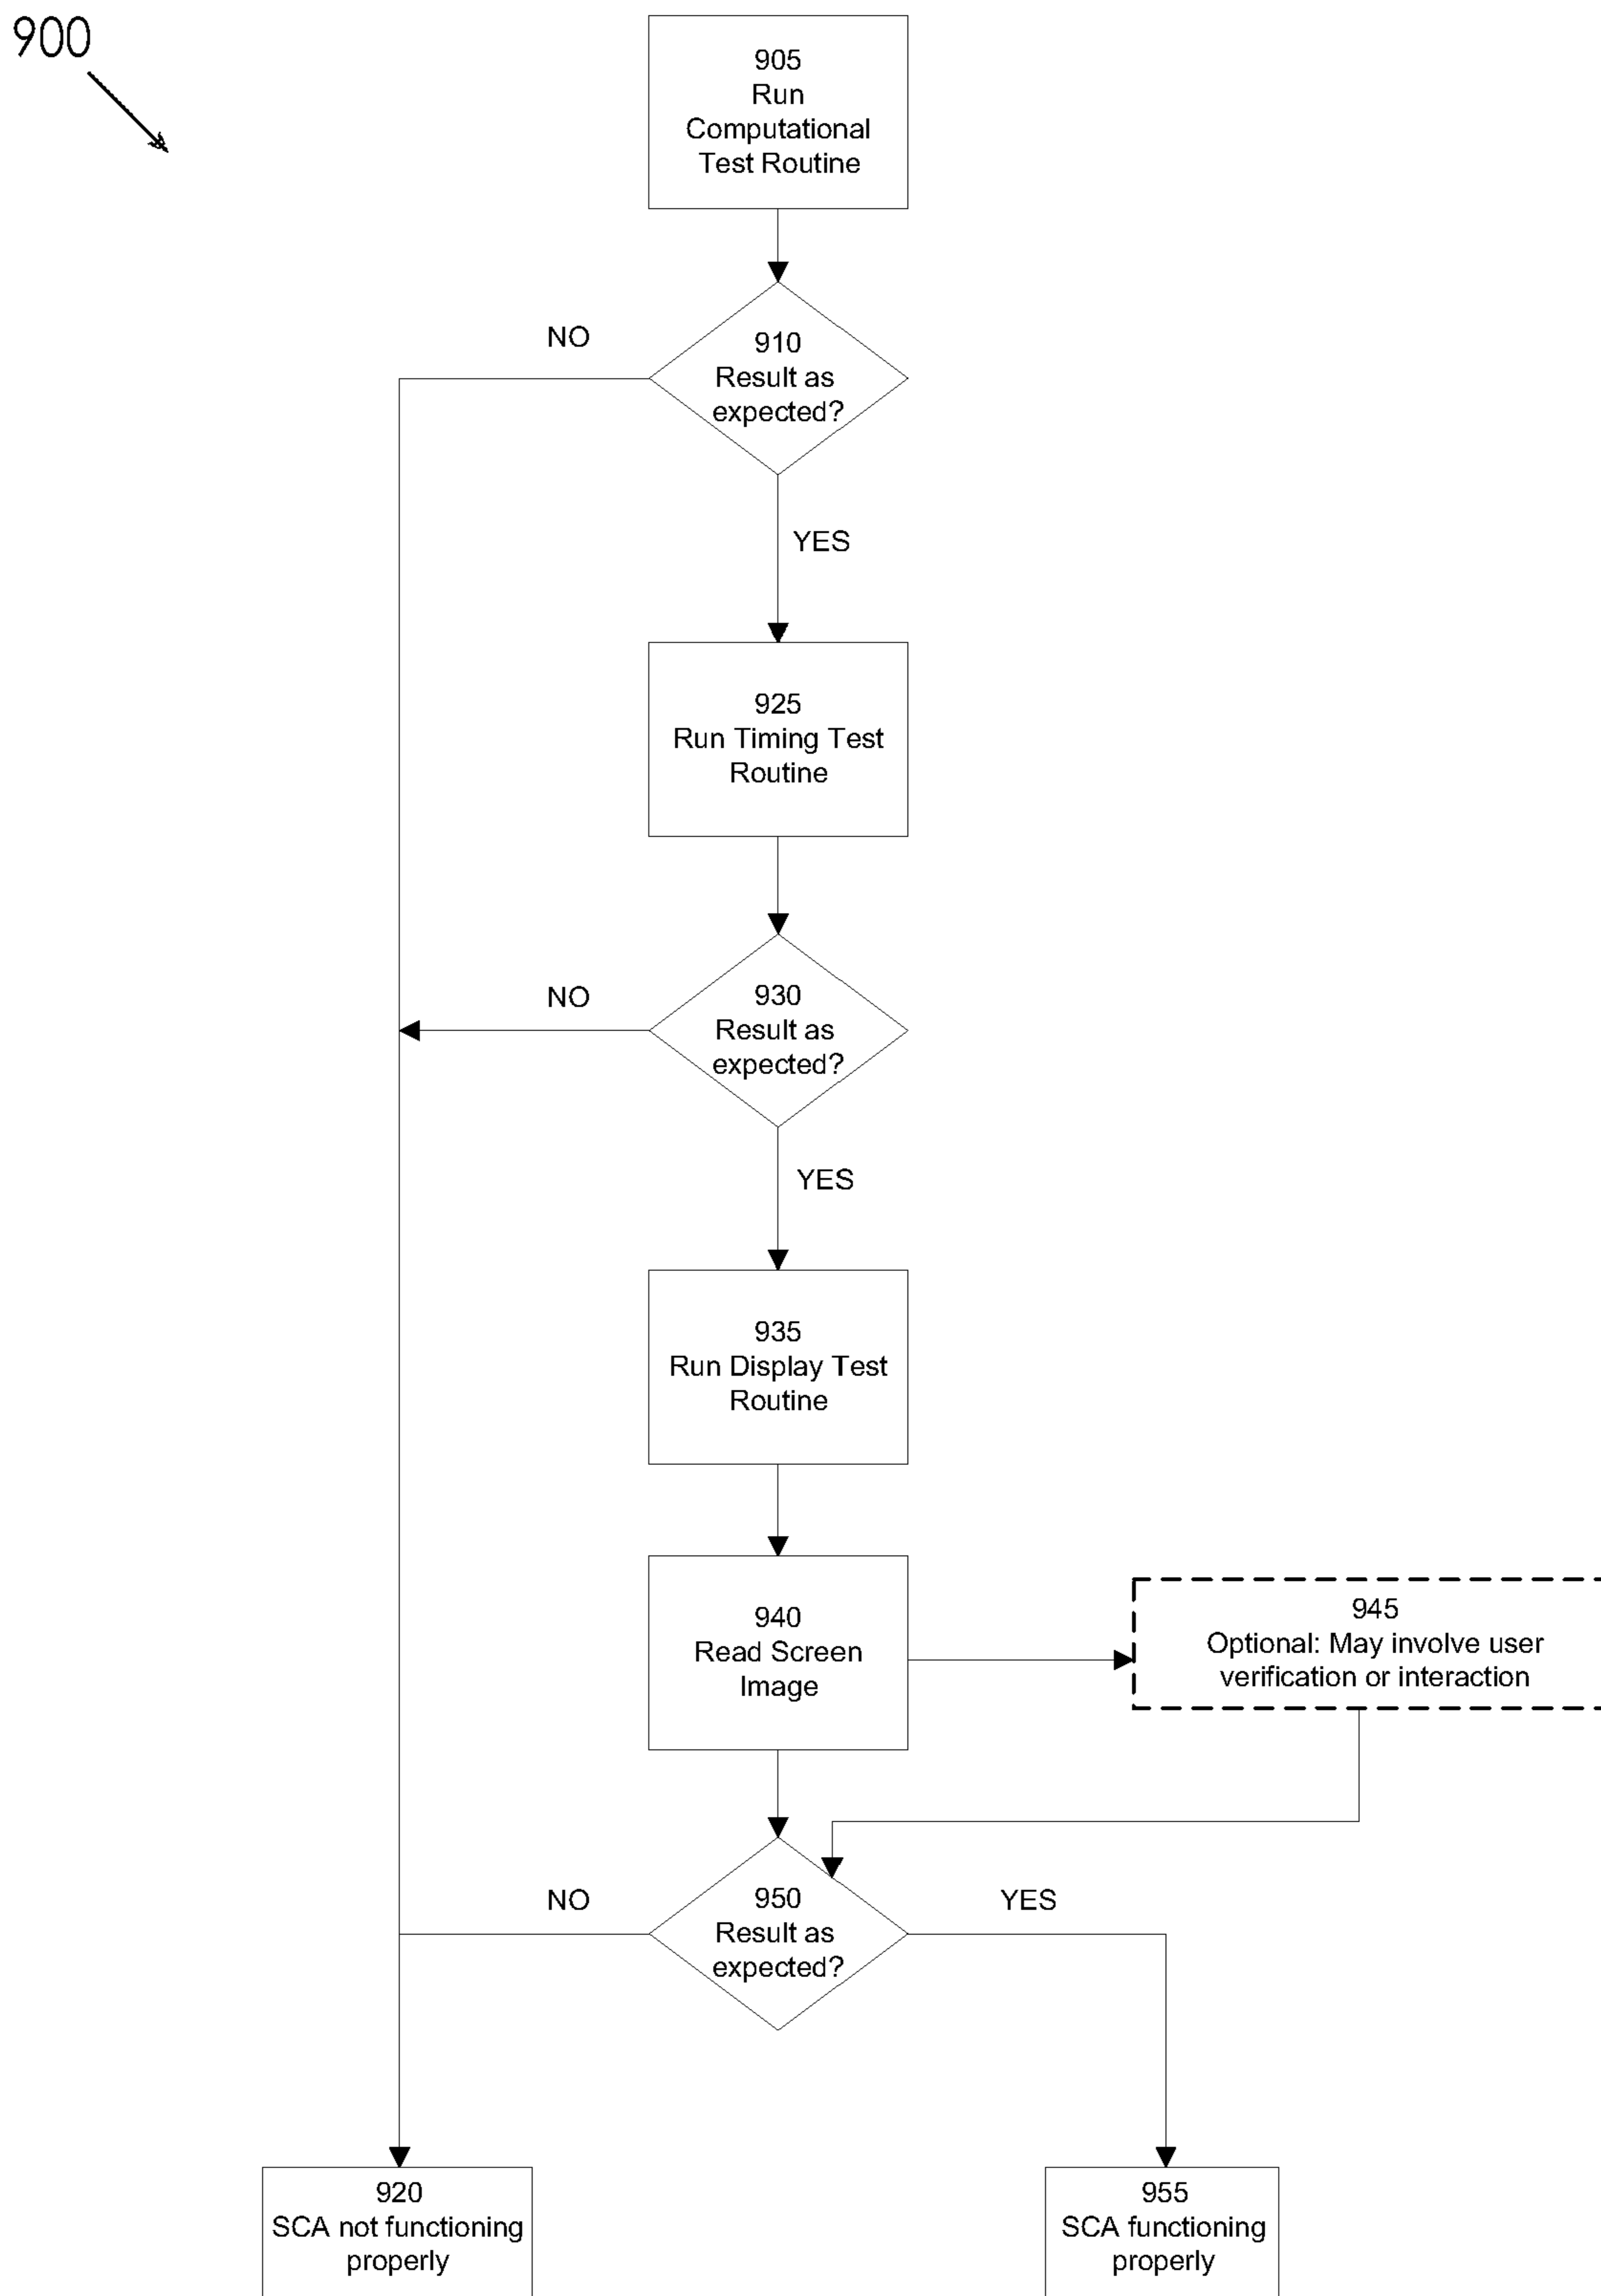 900
905
Run
Computational
Test Routine
NO
910
Result as
expected?
YES
925
Run Timing Test
Routine
NO
930
Result as
expected?
YES
935
Run Display Test
Routine
940
Read Screen
Image
945
Optional: May involve user
verification or interaction
NO
950
Result as
expected?
YES
920
SCA not functioning
properly
955
SCA functioning
properly